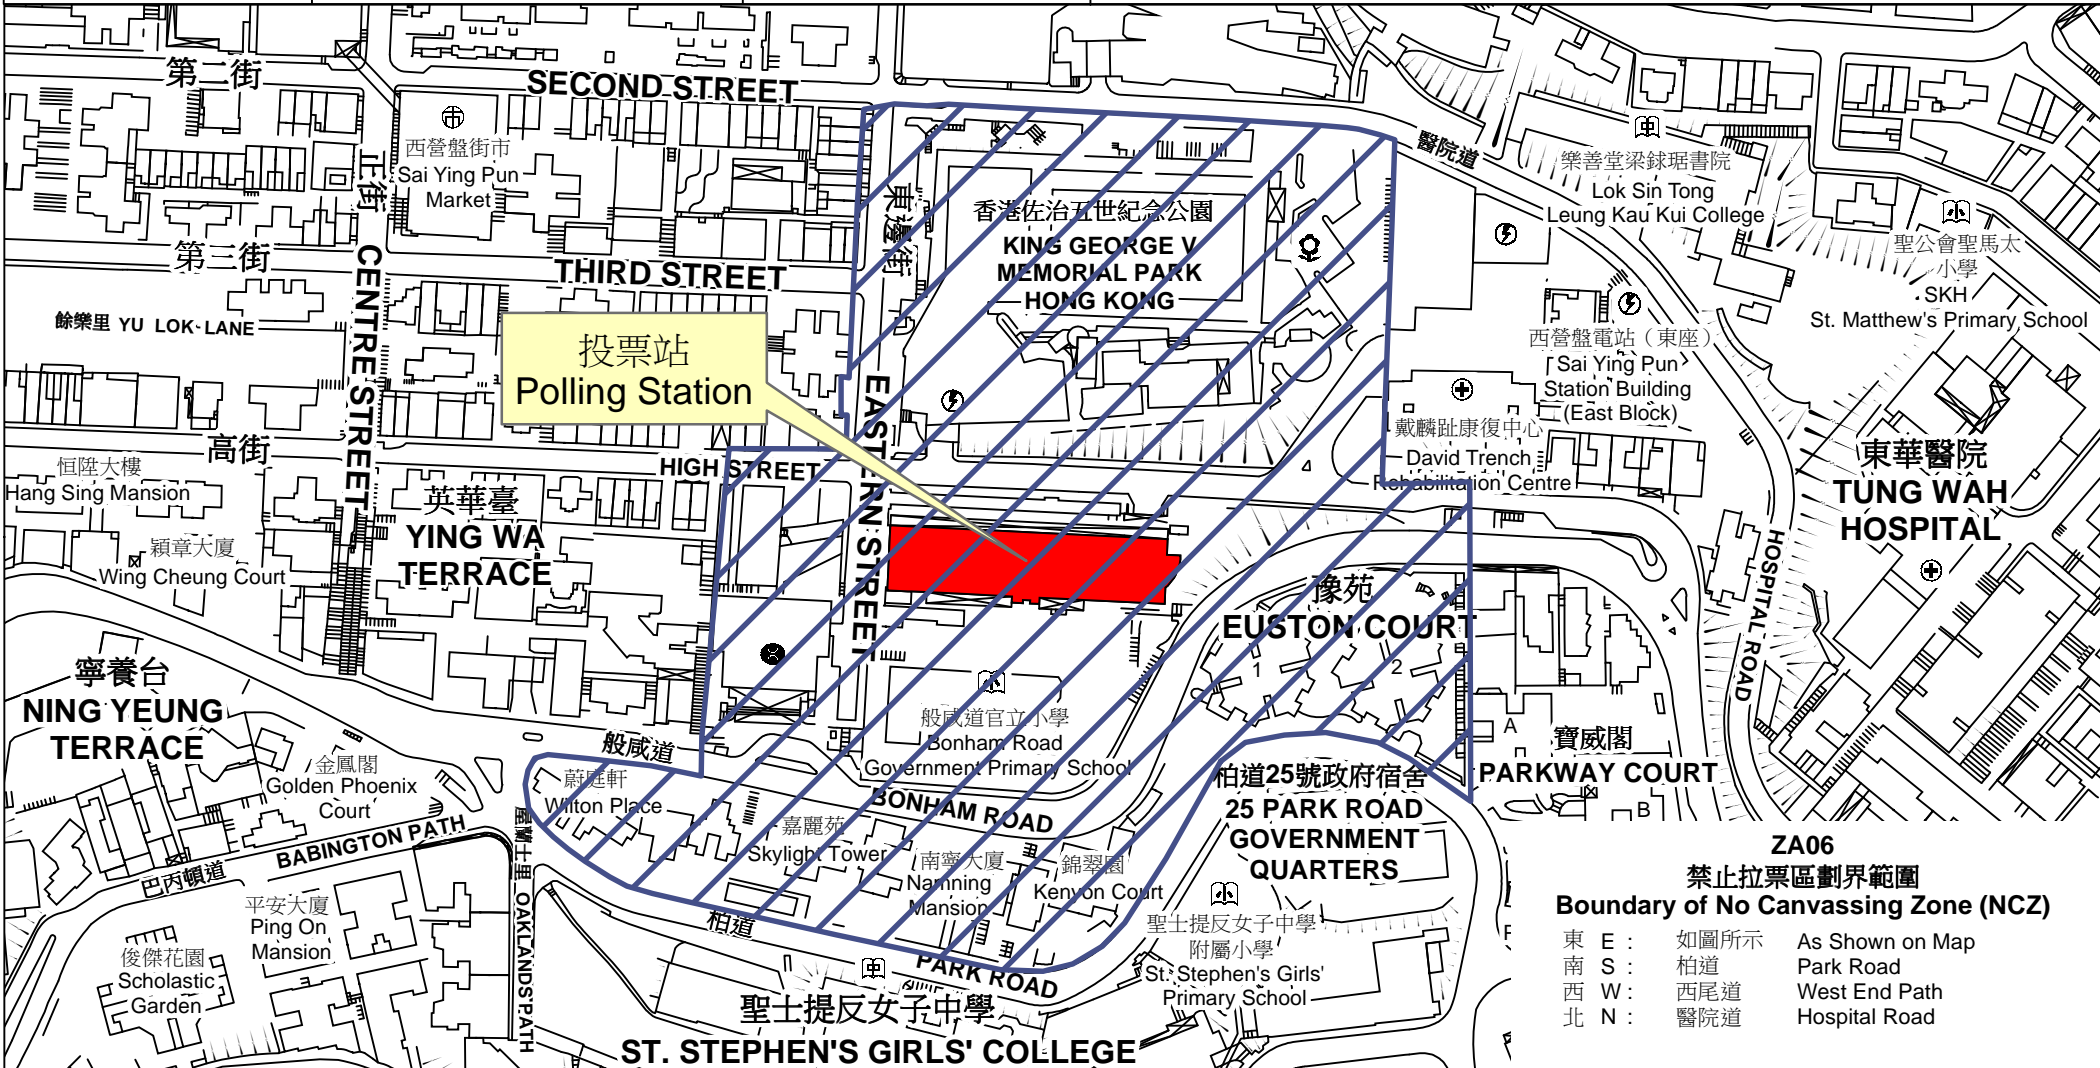 第二街
SECOND STREET
西營盤街市
Sai Ying Pun
Market
正街
CENTRE STREET
第三街
THIRD STREET
餘樂里 YU LOK LANE
東邊街
EASTERN STREET
香港佐治五世紀念公園
KING GEORGE V
MEMORIAL PARK
HONG KONG
醫院道
樂善堂梁銶琚書院
Lok Sin Tong
Leung Kau Kui College
聖公會聖馬太
小學
SKH
St. Matthew's Primary School
西營盤電站（東座）
Sai Ying Pun
Station Building
(East Block)
投票站
Polling Station
戴麟趾康復中心
David Trench
Rehabilitation Centre
東華醫院
TUNG WAH
HOSPITAL
HOSPITAL ROAD
高街
HIGH STREET
恒陞大樓
Hang Sing Mansion
穎章大廈
Wing Cheung Court
英華臺
YING WA
TERRACE
豫苑
EUSTON COURT
1
2
寧養台
NING YEUNG
TERRACE
金鳳閣
Golden Phoenix
Court
般咸道
BONHAM ROAD
般咸道官立小學
Bonham Road
Government Primary School
蔚庭軒
Wilton Place
嘉麗苑
Skylight Tower
南寧大廈
Namning
Mansion
錦翠園
Kenyon Court
柏道25號政府宿舍
25 PARK ROAD
GOVERNMENT
QUARTERS
A
寶威閣
PARKWAY COURT
B
巴丙頓道
BABINGTON PATH
屋蘭士里 OAKLANDS PATH
平安大廈
Ping On
Mansion
俊傑花園
Scholastic
Garden
柏道
PARK ROAD
聖士提反女子中學
附屬小學
St. Stephen's Girls'
Primary School
聖士提反女子中學
ST. STEPHEN'S GIRLS' COLLEGE
ZA06
禁止拉票區劃界範圍
Boundary of No Canvassing Zone (NCZ)
東 E : 如圖所示 As Shown on Map
南 S : 柏道 Park Road
西 W : 西尾道 West End Path
北 N : 醫院道 Hospital Road